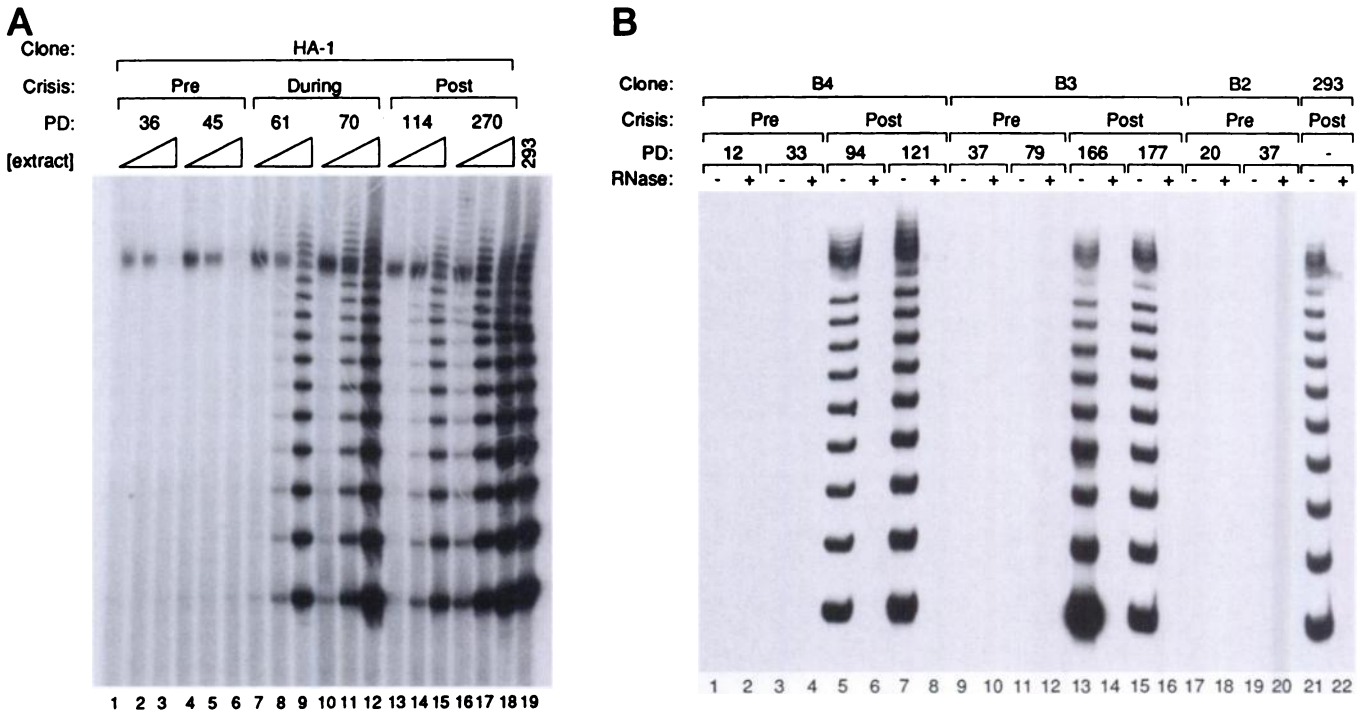 A
Clone: HA-1
Crisis: Pre During Post
PD: 36 45 61 70 114 270
[extract] 293
1 2 3 4 5 6 7 8 9 10 11 12 13 14 15 16 17 18 19
B
Clone: B4 B3 B2 293
Crisis: Pre Post Pre Post Pre Post
PD: 12 33 94 121 37 79 166 177 20 37 -
RNase: - + - + - + - + - + - + - + - + - + - + - +
1 2 3 4 5 6 7 8 9 10 11 12 13 14 15 16 17 18 19 20 21 22